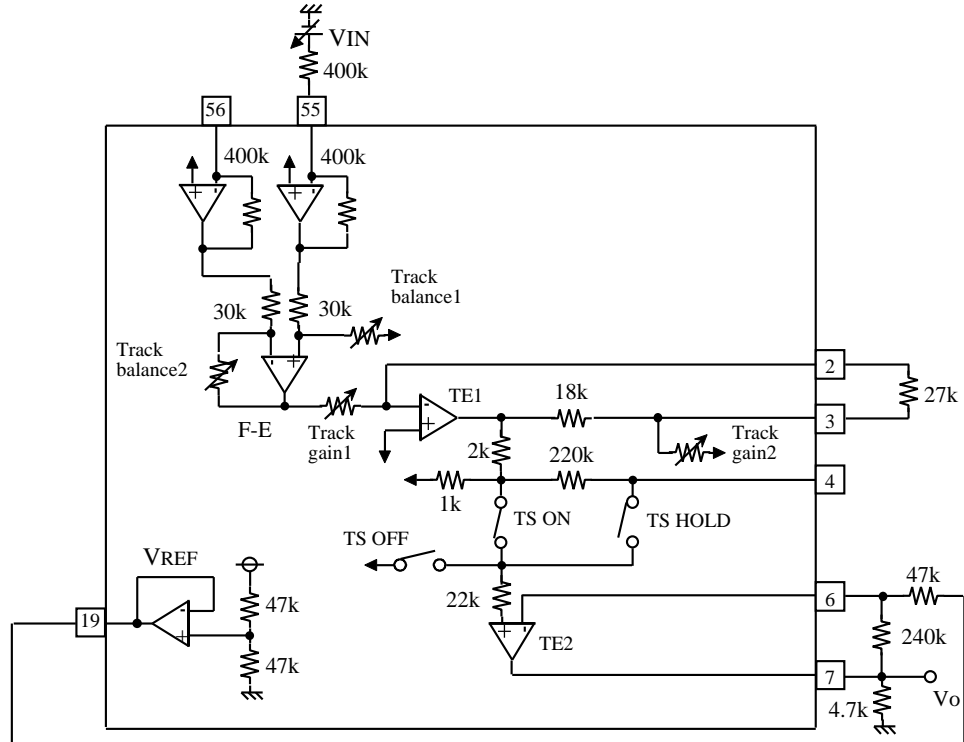 VIN
400k
56
55
400k
400k
+
-
+
-
30k
30k
Track
balance1
Track
balance2
-
+
F-E
Track
gain1
TE1
-
+
18k
2
27k
3
Track
gain2
2k
220k
4
1k
TS ON
TS HOLD
TS OFF
VREF
47k
-
+
19
47k
22k
+
-
TE2
6
47k
240k
7
4.7k
Vo